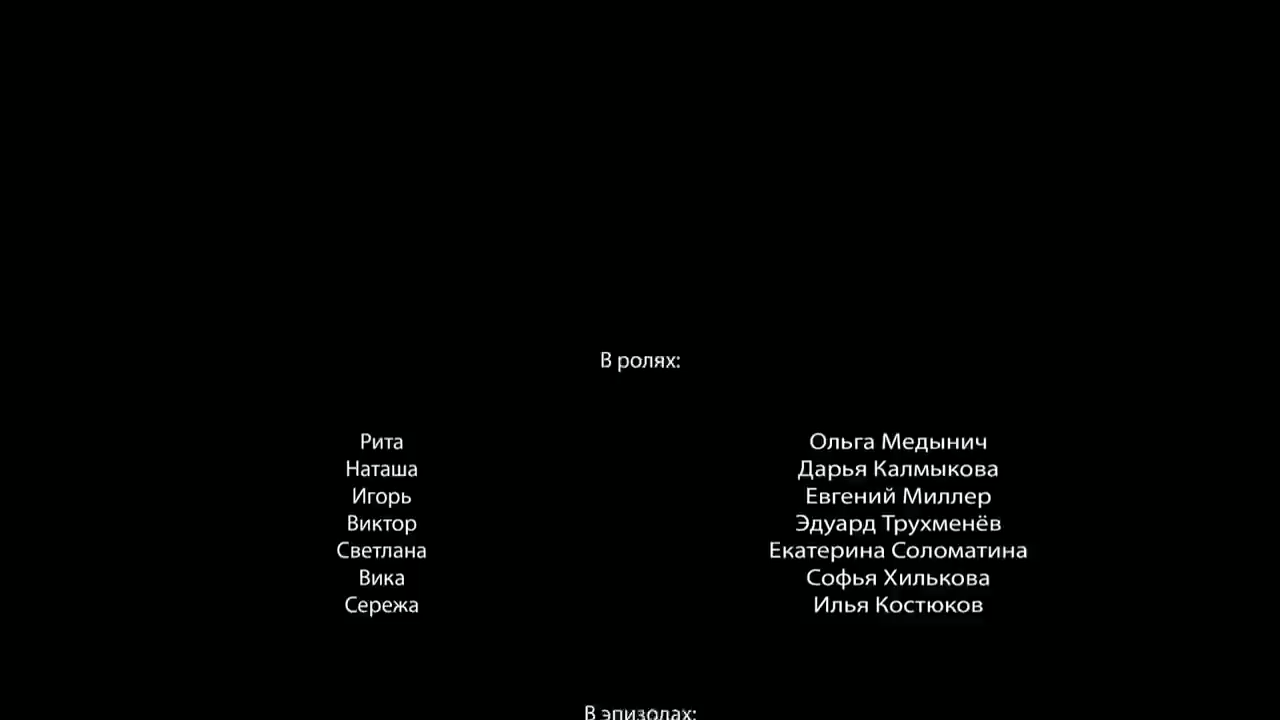 В ролях:
Рита Ольга Медынич
Наташа Дарья Калмыкова
Игорь Евгений Миллер
Виктор Эдуард Трухменёв
Светлана Екатерина Соломатина
Вика Софья Хилькова
Сережа Илья Костюков
В эпизодах: